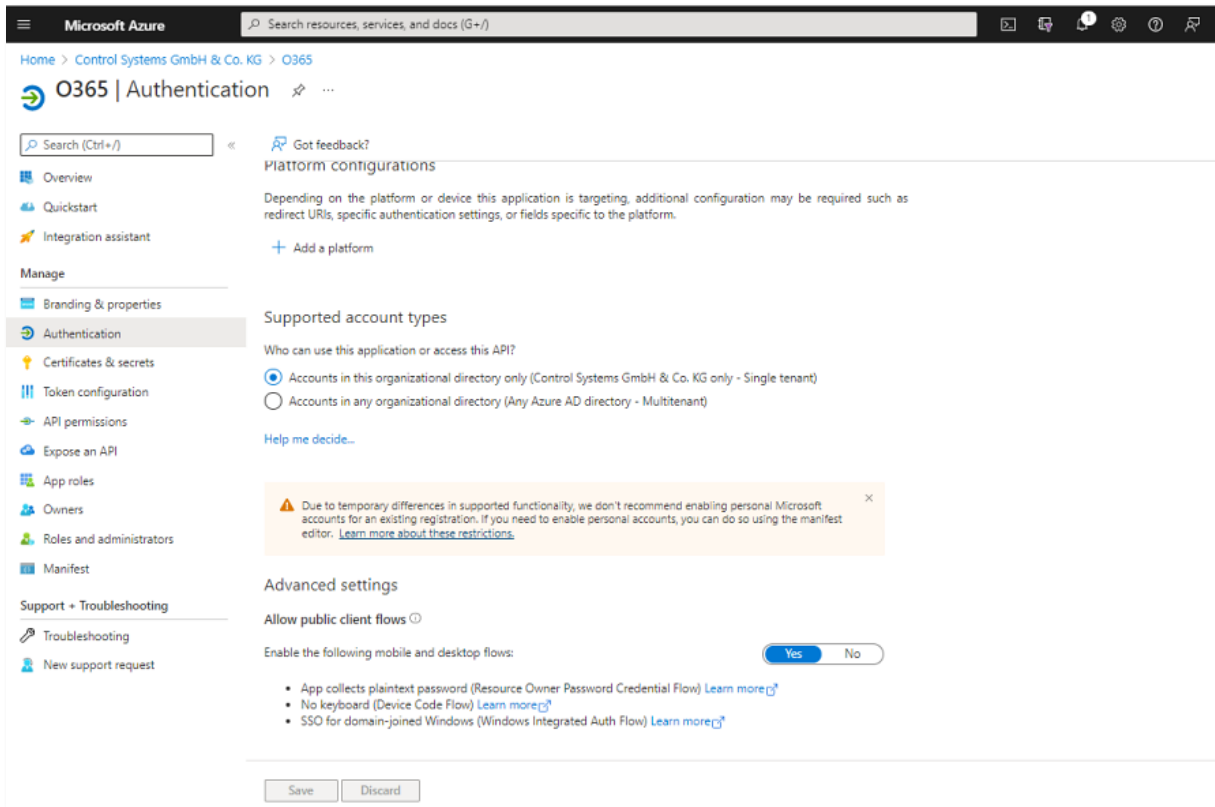 Microsoft Azure
Search resources, services, and docs (G+/)
1
Home > Control Systems GmbH & Co. KG > O365
O365 | Authentication
Search (Ctrl+/)
Got feedback?
Overview
Quickstart
Integration assistant
Manage
Branding & properties
Authentication
Certificates & secrets
Token configuration
API permissions
Expose an API
App roles
Owners
Roles and administrators
Manifest
Support + Troubleshooting
Troubleshooting
New support request
Platform configurations
Depending on the platform or device this application is targeting, additional configuration may be required such as
redirect URIs, specific authentication settings, or fields specific to the platform.
Add a platform
Supported account types
Who can use this application or access this API?
Accounts in this organizational directory only (Control Systems GmbH & Co. KG only - Single tenant)
Accounts in any organizational directory (Any Azure AD directory - Multitenant)
Help me decide...
Due to temporary differences in supported functionality, we don't recommend enabling personal Microsoft
accounts for an existing registration. If you need to enable personal accounts, you can do so using the manifest
editor. Learn more about these restrictions.
Advanced settings
Allow public client flows
Enable the following mobile and desktop flows:
Yes No
• App collects plaintext password (Resource Owner Password Credential Flow) Learn more
• No keyboard (Device Code Flow) Learn more
• SSO for domain-joined Windows (Windows Integrated Auth Flow) Learn more
Save Discard